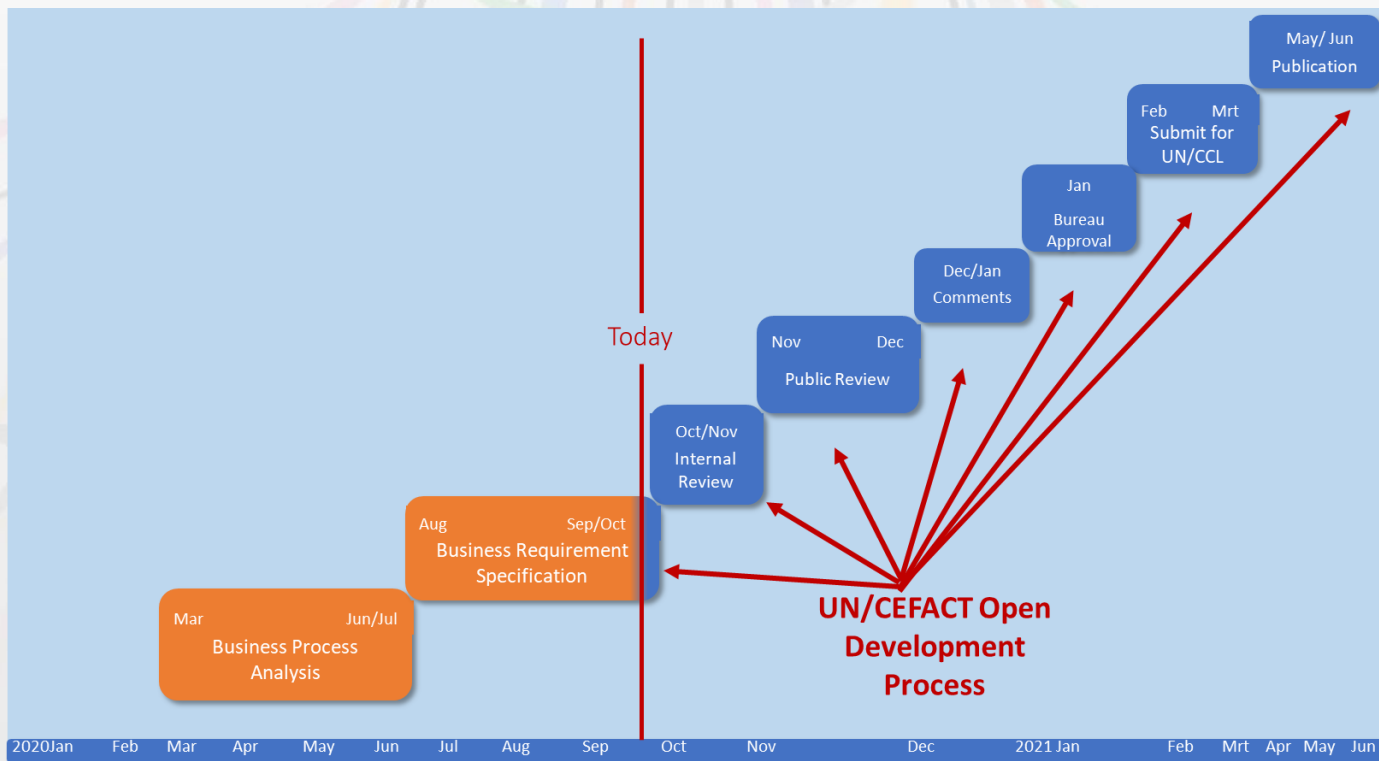 May/ Jun
Publication
Feb Mrt
Submit for
UN/CCL
Jan
Bureau
Approval
Dec/Jan
Comments
Today
Nov Dec
Public Review
Oct/Nov
Internal
Review
Aug Sep/Oct
Business Requirement
Specification
Mar Jun/Jul
Business Process
Analysis
UN/CEFACT Open
Development
Process
2020Jan Feb Mar Apr May Jun Jul Aug Sep Oct Nov Dec 2021 Jan Feb Mrt Apr May Jun